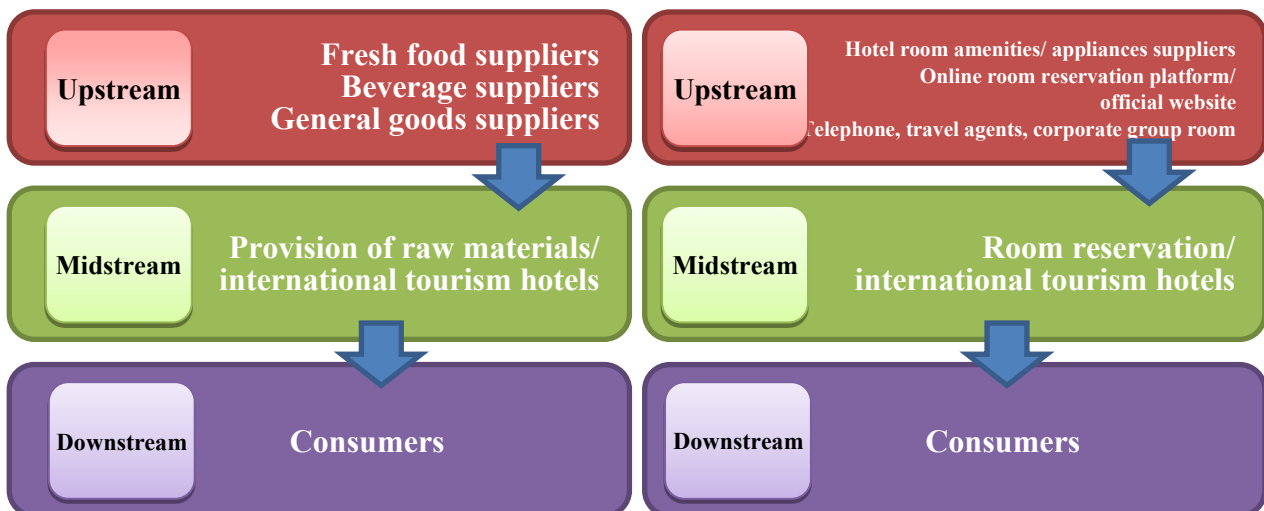 Upstream
Fresh food suppliers
Beverage suppliers
General goods suppliers
Midstream
Provision of raw materials/
international tourism hotels
Downstream
Consumers
Upstream
Hotel room amenities/ appliances suppliers
Online room reservation platform/
official website
Telephone, travel agents, corporate group room
Midstream
Room reservation/
international tourism hotels
Downstream
Consumers